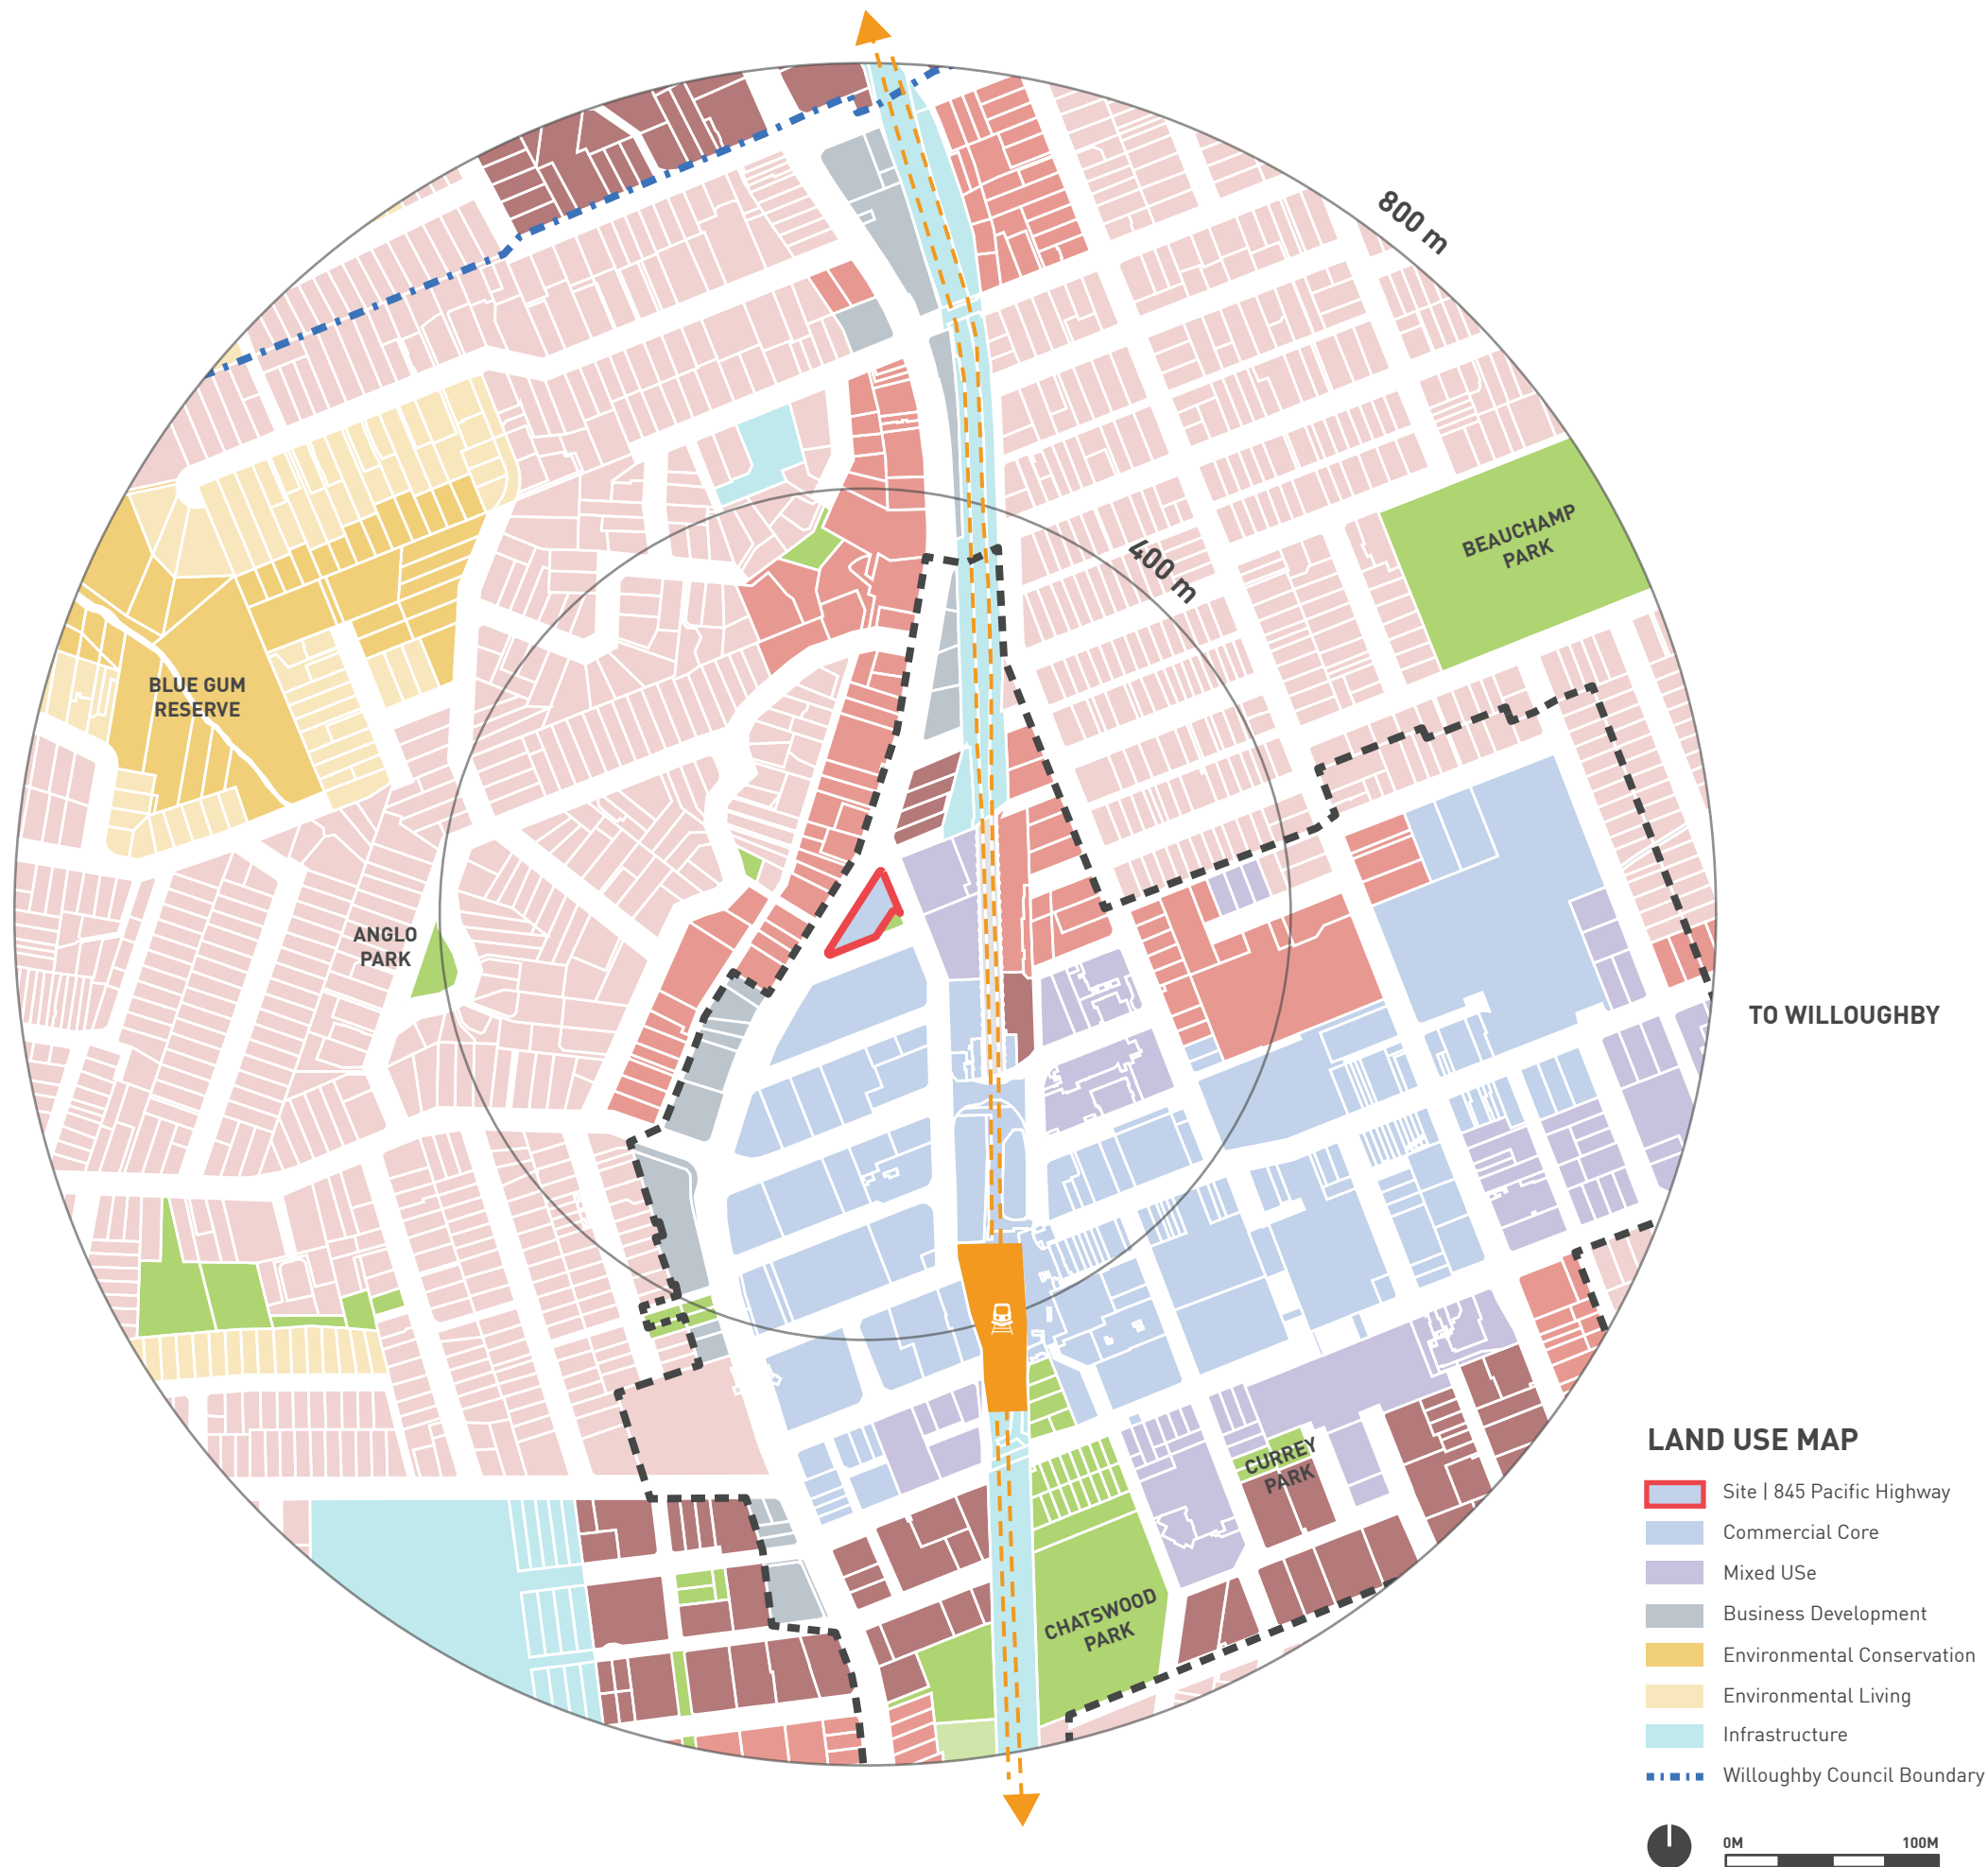 800 m
400 m
BEAUCHAMP
PARK
BLUE GUM
RESERVE
ANGLO
PARK
TO WILLOUGHBY
CURREY
PARK
CHATSWOOD
PARK
LAND USE MAP
Site | 845 Pacific Highway
Commercial Core
Mixed USe
Business Development
Environmental Conservation
Environmental Living
Infrastructure
Willoughby Council Boundary
0M 100M